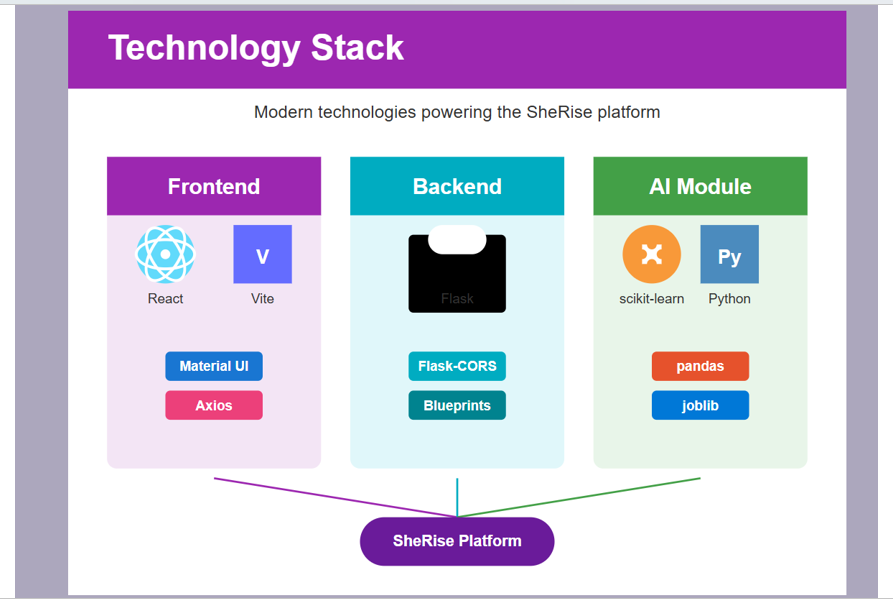 Technology Stack
Modern technologies powering the SheRise platform
Frontend
V
React
Vite
Material UI
Axios
Backend
Flask
Flask-CORS
Blueprints
AI Module
Py
scikit-learn
Python
pandas
joblib
SheRise Platform